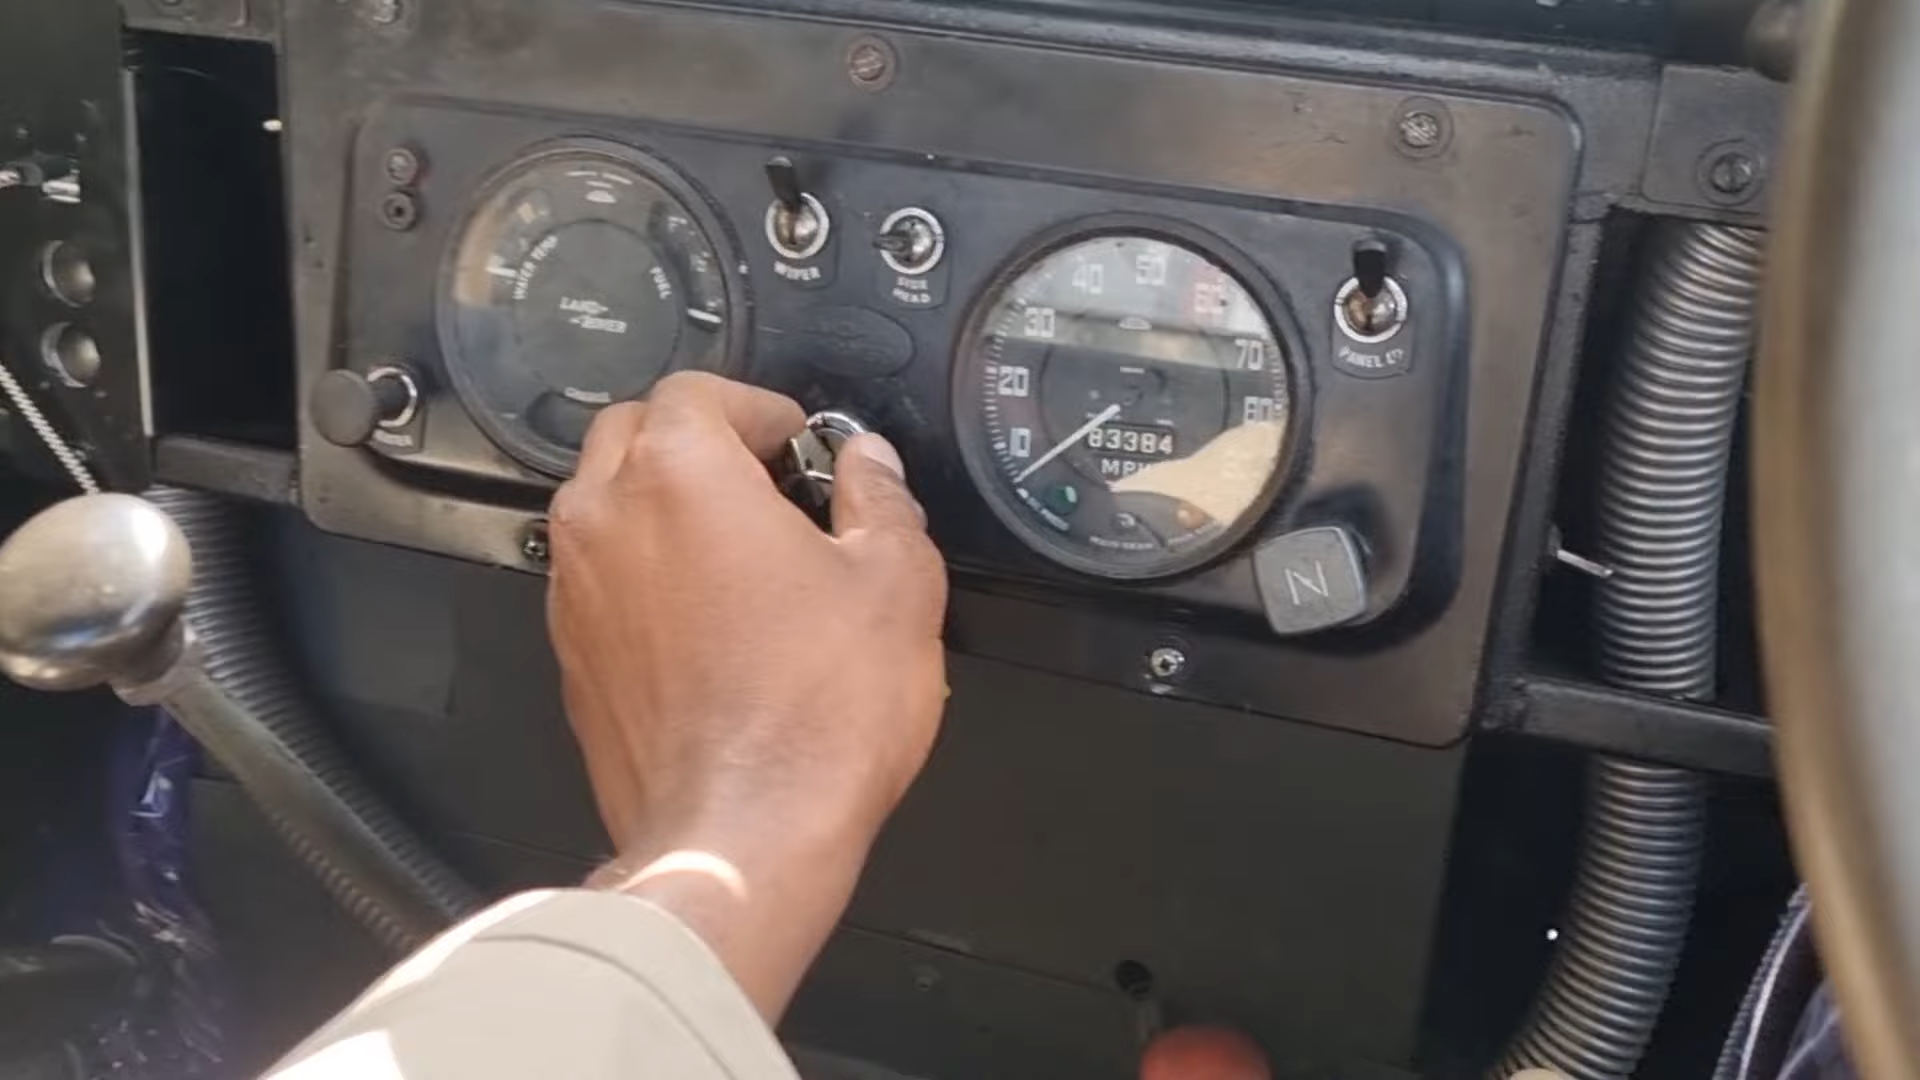 WATER TEMP
FUEL
LAND-
-ROVER
WIPER
SIDE
HEAD
10
20
30
40
50
60
70
80
83384
MPH
PANEL LT
N